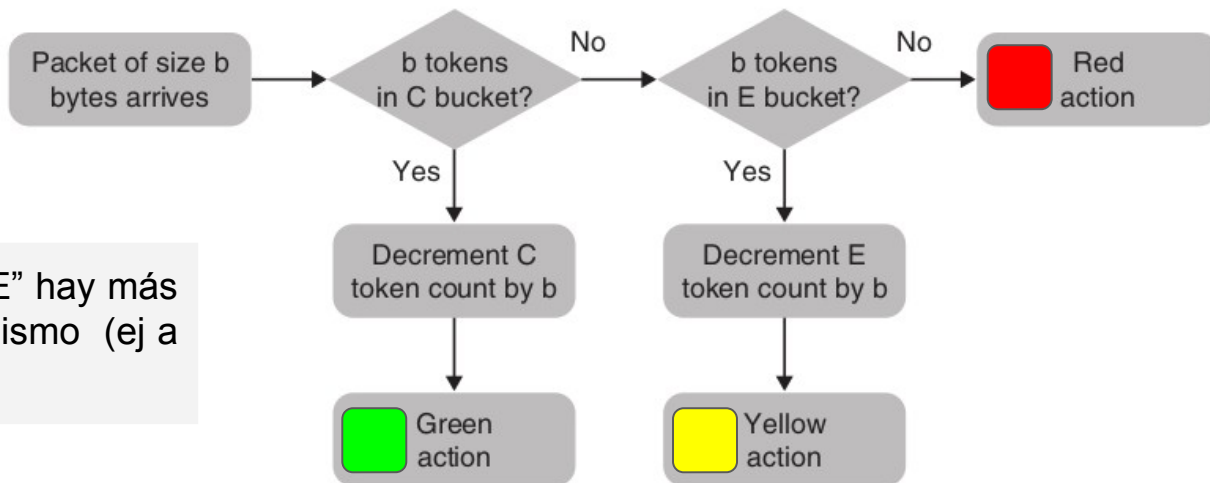 Packet of size b
bytes arrives
b tokens
in C bucket?
No
b tokens
in E bucket?
No
Red
action
Yes
Yes
Decrement C
token count by b
Decrement E
token count by b
E” hay más
ismo (ej a
Green
action
Yellow
action